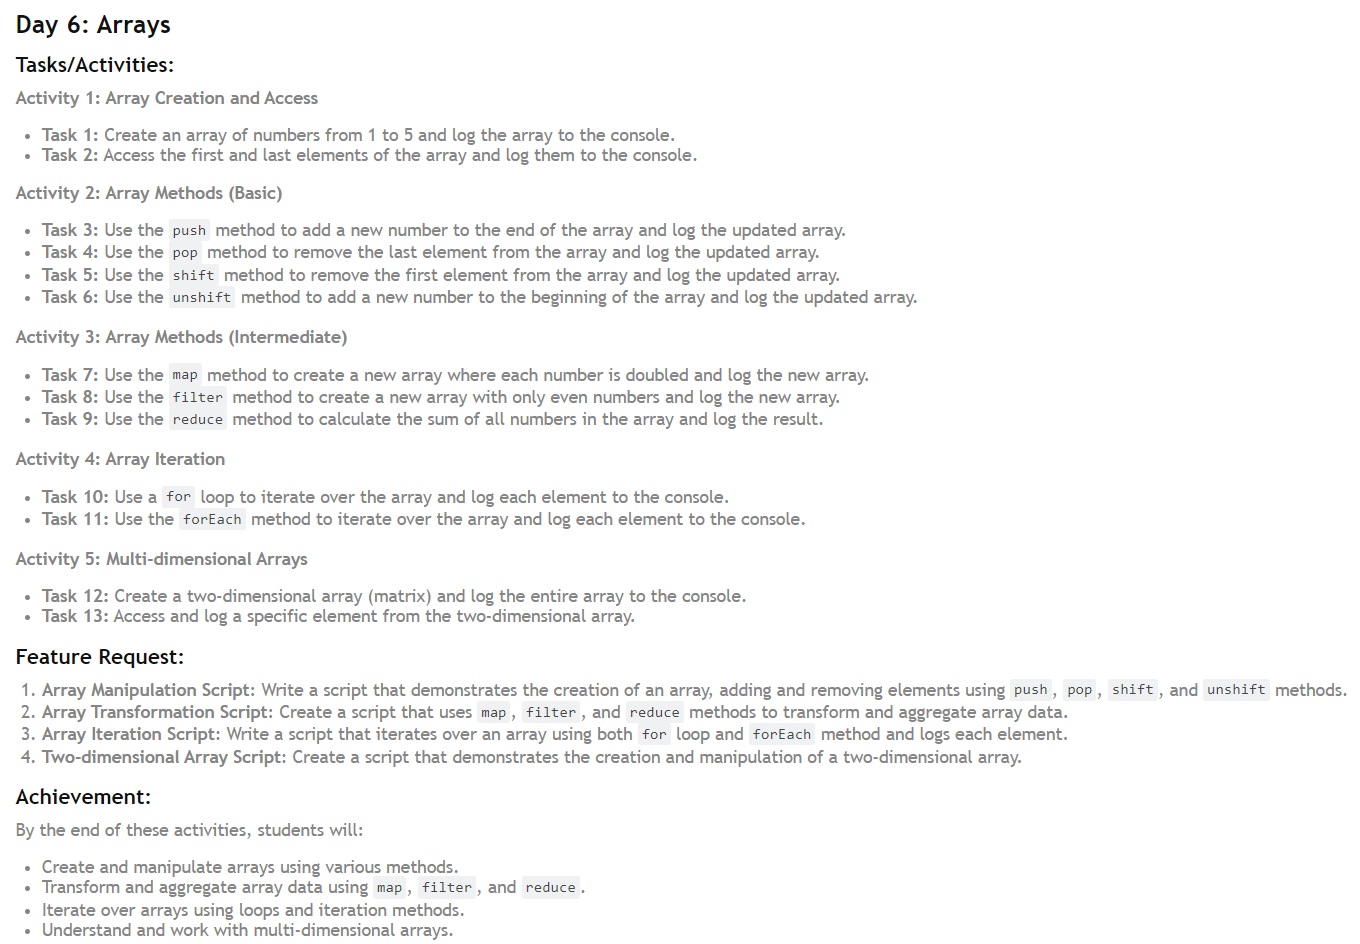 Day 6: Arrays
Tasks/Activities:
Activity 1: Array Creation and Access
• Task 1: Create an array of numbers from 1 to 5 and log the array to the console.
• Task 2: Access the first and last elements of the array and log them to the console.
Activity 2: Array Methods (Basic)
• Task 3: Use the push method to add a new number to the end of the array and log the updated array.
• Task 4: Use the pop method to remove the last element from the array and log the updated array.
• Task 5: Use the shift method to remove the first element from the array and log the updated array.
• Task 6: Use the unshift method to add a new number to the beginning of the array and log the updated array.
Activity 3: Array Methods (Intermediate)
• Task 7: Use the map method to create a new array where each number is doubled and log the new array.
• Task 8: Use the filter method to create a new array with only even numbers and log the new array.
• Task 9: Use the reduce method to calculate the sum of all numbers in the array and log the result.
Activity 4: Array Iteration
• Task 10: Use a for loop to iterate over the array and log each element to the console.
• Task 11: Use the forEach method to iterate over the array and log each element to the console.
Activity 5: Multi-dimensional Arrays
• Task 12: Create a two-dimensional array (matrix) and log the entire array to the console.
• Task 13: Access and log a specific element from the two-dimensional array.
Feature Request:
1. Array Manipulation Script: Write a script that demonstrates the creation of an array, adding and removing elements using push, pop, shift, and unshift methods.
2. Array Transformation Script: Create a script that uses map, filter, and reduce methods to transform and aggregate array data.
3. Array Iteration Script: Write a script that iterates over an array using both for loop and forEach method and logs each element.
4. Two-dimensional Array Script: Create a script that demonstrates the creation and manipulation of a two-dimensional array.
Achievement:
By the end of these activities, students will:
• Create and manipulate arrays using various methods.
• Transform and aggregate array data using map, filter, and reduce.
• Iterate over arrays using loops and iteration methods.
• Understand and work with multi-dimensional arrays.